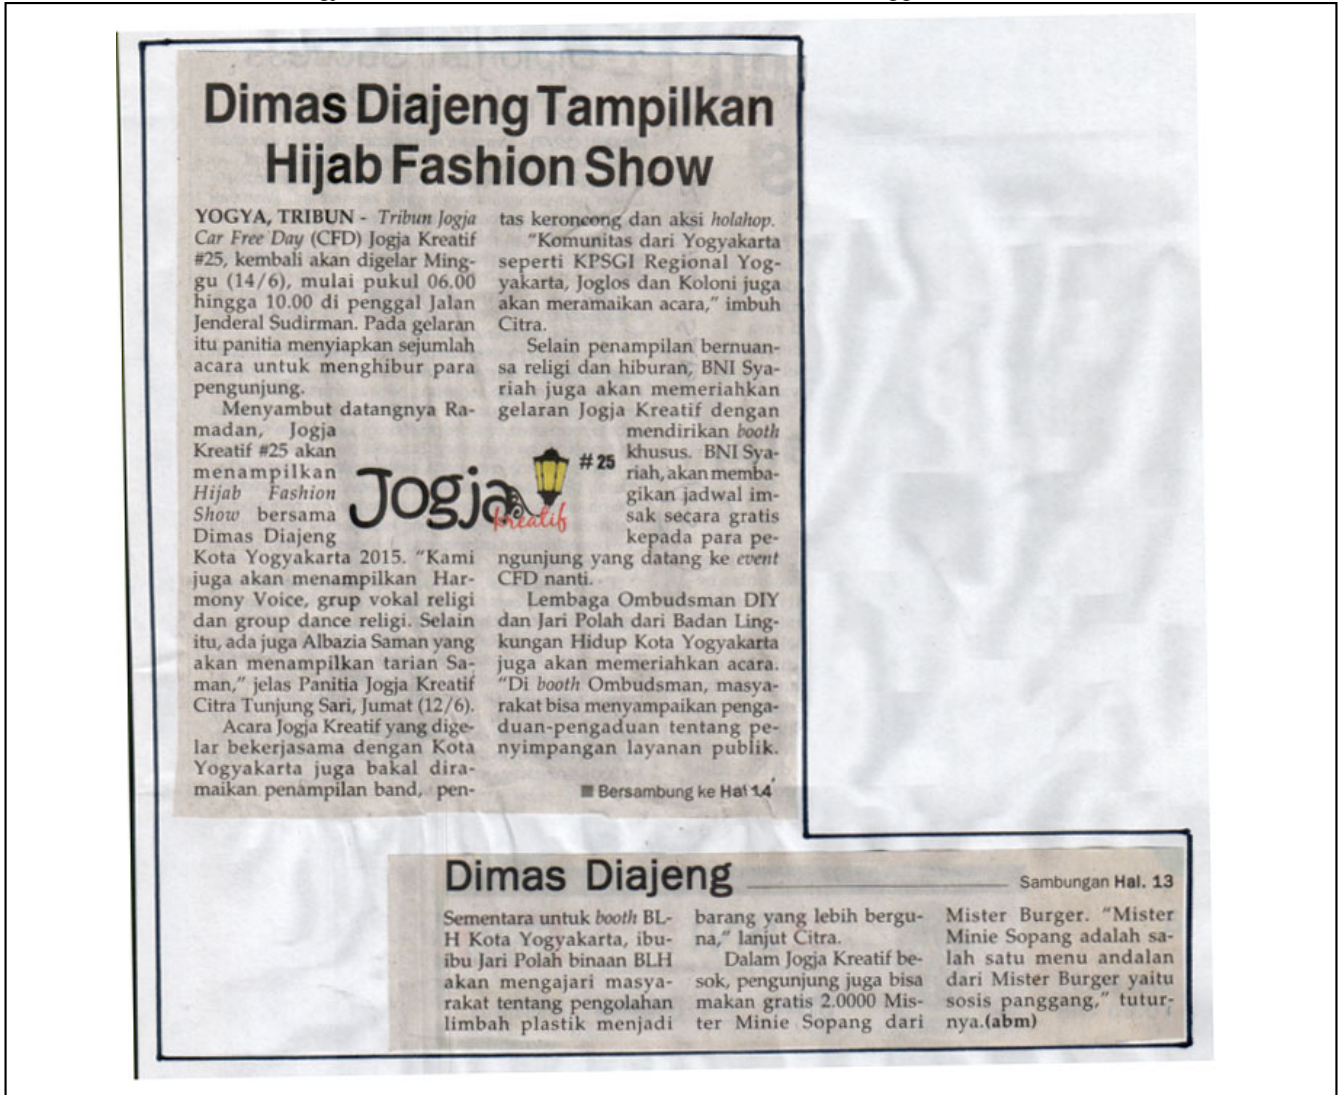 Dimas Diajeng Tampilkan
Hijab Fashion Show
YOGYA, TRIBUN - Tribun Jogja
Car Free Day (CFD) Jogja Kreatif
#25, kembali akan digelar Ming-
gu (14/6), mulai pukul 06.00
hingga 10.00 di penggal Jalan
Jenderal Sudirman. Pada gelaran
itu panitia menyiapkan sejumlah
acara untuk menghibur para
pengunjung.
Menyambut datangnya Ra-
madan, Jogja
Kreatif #25 akan
menampilkan
Hijab Fashion
Show bersama
Dimas Diajeng
Kota Yogyakarta 2015. “Kami
juga akan menampilkan Har-
mony Voice, grup vokal religi
dan group dance religi. Selain
itu, ada juga Albazia Saman yang
akan menampilkan tarian Sa-
man,” jelas Panitia Jogja Kreatif
Citra Tunjung Sari, Jumat (12/6).
Acara Jogja Kreatif yang dige-
lar bekerjasama dengan Kota
Yogyakarta juga bakal dira-
maikan penampilan band, pen-
Jogja
kreatif
#25
tas keroncong dan aksi holahop.
“Komunitas dari Yogyakarta
seperti KPSGI Regional Yog-
yakarta, Joglos dan Koloni juga
akan meramaikan acara,” imbuh
Citra.
Selain penampilan bernuan-
sa religi dan hiburan, BNI Sya-
riah juga akan memeriahkan
gelaran Jogja Kreatif dengan
mendirikan booth
khusus. BNI Sya-
riah, akan memba-
gikan jadwal im-
sak secara gratis
kepada para pe-
ngunjung yang datang ke event
CFD nanti.
Lembaga Ombudsman DIY
dan Jari Polah dari Badan Ling-
kungan Hidup Kota Yogyakarta
juga akan memeriahkan acara.
“Di booth Ombudsman, masya-
rakat bisa menyampaikan penga-
duan-pengaduan tentang pe-
nyimpangan layanan publik.
Bersambung ke Hal 14
Dimas Diajeng
Sambungan Hal. 13
Sementara untuk booth BL-
H Kota Yogyakarta, ibu-
ibu Jari Polah binaan BLH
akan mengajari masya-
rakat tentang pengolahan
limbah plastik menjadi
barang yang lebih bergu-
na,” lanjut Citra.
Dalam Jogja Kreatif be-
sok, pengunjung juga bisa
makan gratis 2.0000 Mis-
ter Minie Sopang dari
Mister Burger. “Mister
Minie Sopang adalah sa-
lah satu menu andalan
dari Mister Burger yaitu
sosis panggang,” tutur-
nya.(abm)